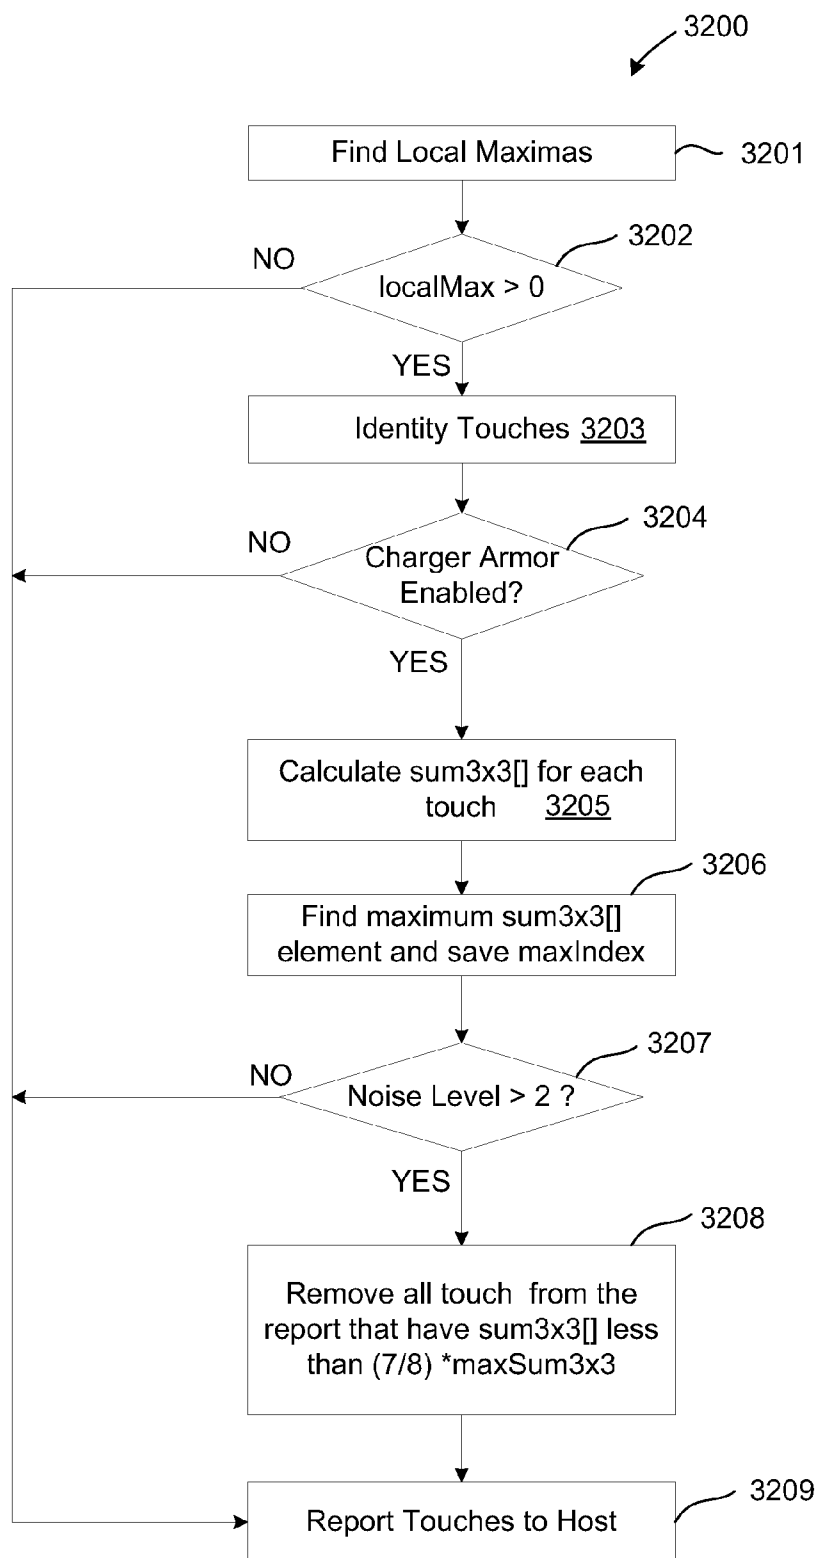 3200
Find Local Maximas
3201
3202
NO
localMax > 0
YES
Identity Touches 3203
3204
NO
Charger Armor
Enabled?
YES
Calculate sum3x3[] for each
touch 3205
3206
Find maximum sum3x3[]
element and save maxIndex
3207
NO
Noise Level > 2 ?
YES
3208
Remove all touch from the
report that have sum3x3[] less
than (7/8) *maxSum3x3
3209
Report Touches to Host